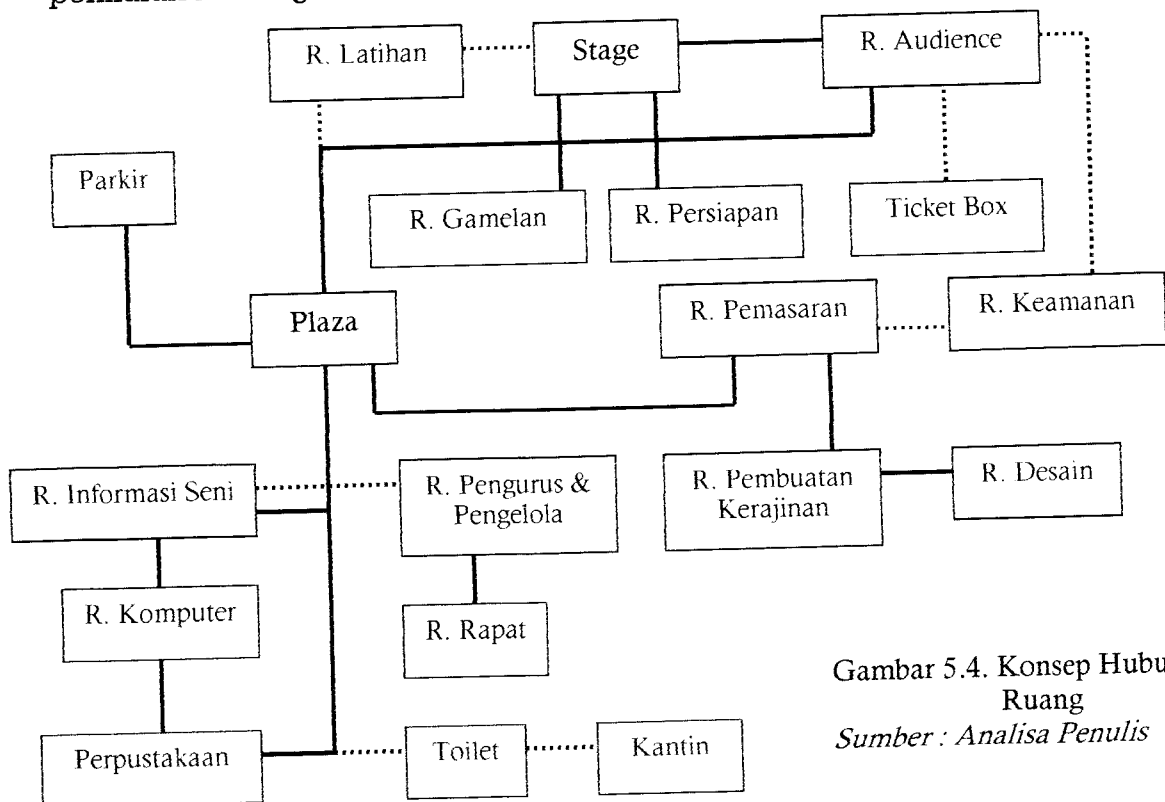 R. Latihan
Stage
R. Audience
Parkir
R. Gamelan
R. Persiapan
Ticket Box
Plaza
R. Pemasaran
R. Keamanan
R. Informasi Seni
R. Pengurus &
Pengelola
R. Pembuatan
Kerajinan
R. Desain
R. Komputer
R. Rapat
Gambar 5.4. Konsep Hubu
Ruang
Sumber : Analisa Penulis
Perpustakaan
Toilet
Kantin